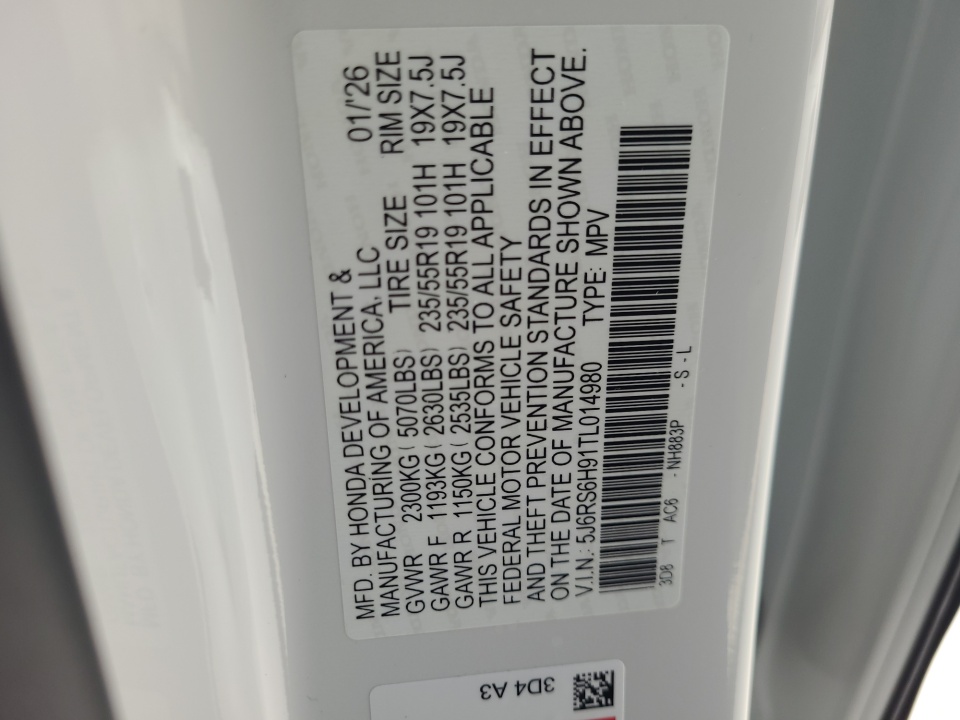 MFD. BY HONDA DEVELOPMENT &
MANUFACTURING OF AMERICA, LLC 01/'26
GVWR 2300KG ( 5070LBS) TIRE SIZE RIM SIZE
GAWR F 1193KG ( 2630LBS) 235/55R19 101H 19X7.5J
GAWR R 1150KG ( 2535LBS) 235/55R19 101H 19X7.5J
THIS VEHICLE CONFORMS TO ALL APPLICABLE
FEDERAL MOTOR VEHICLE SAFETY
AND THEFT PREVENTION STANDARDS IN EFFECT
ON THE DATE OF MANUFACTURE SHOWN ABOVE.
V.I.N.: 5J6RS6H91TL014980 TYPE: MPV
3D8 T AC6 - NH883P - S - L
3D4 A3